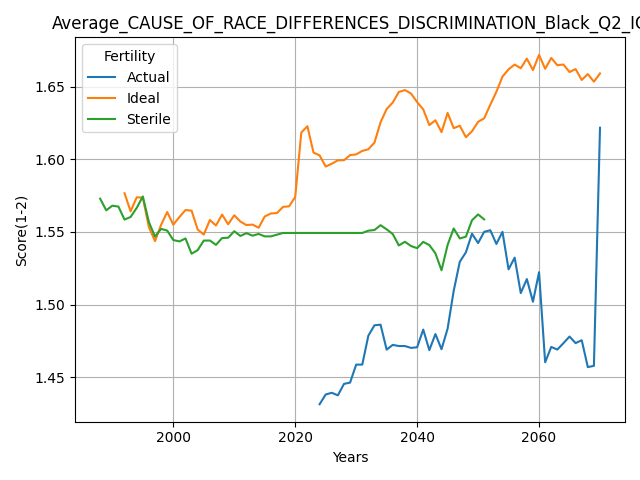 Average_CAUSE_OF_RACE_DIFFERENCES_DISCRIMINATION_Black_Q2_IC
Fertility
Actual
Ideal
Sterile
Score(1-2)
1.65
1.60
1.55
1.50
1.45
2000 2020 2040 2060
Years